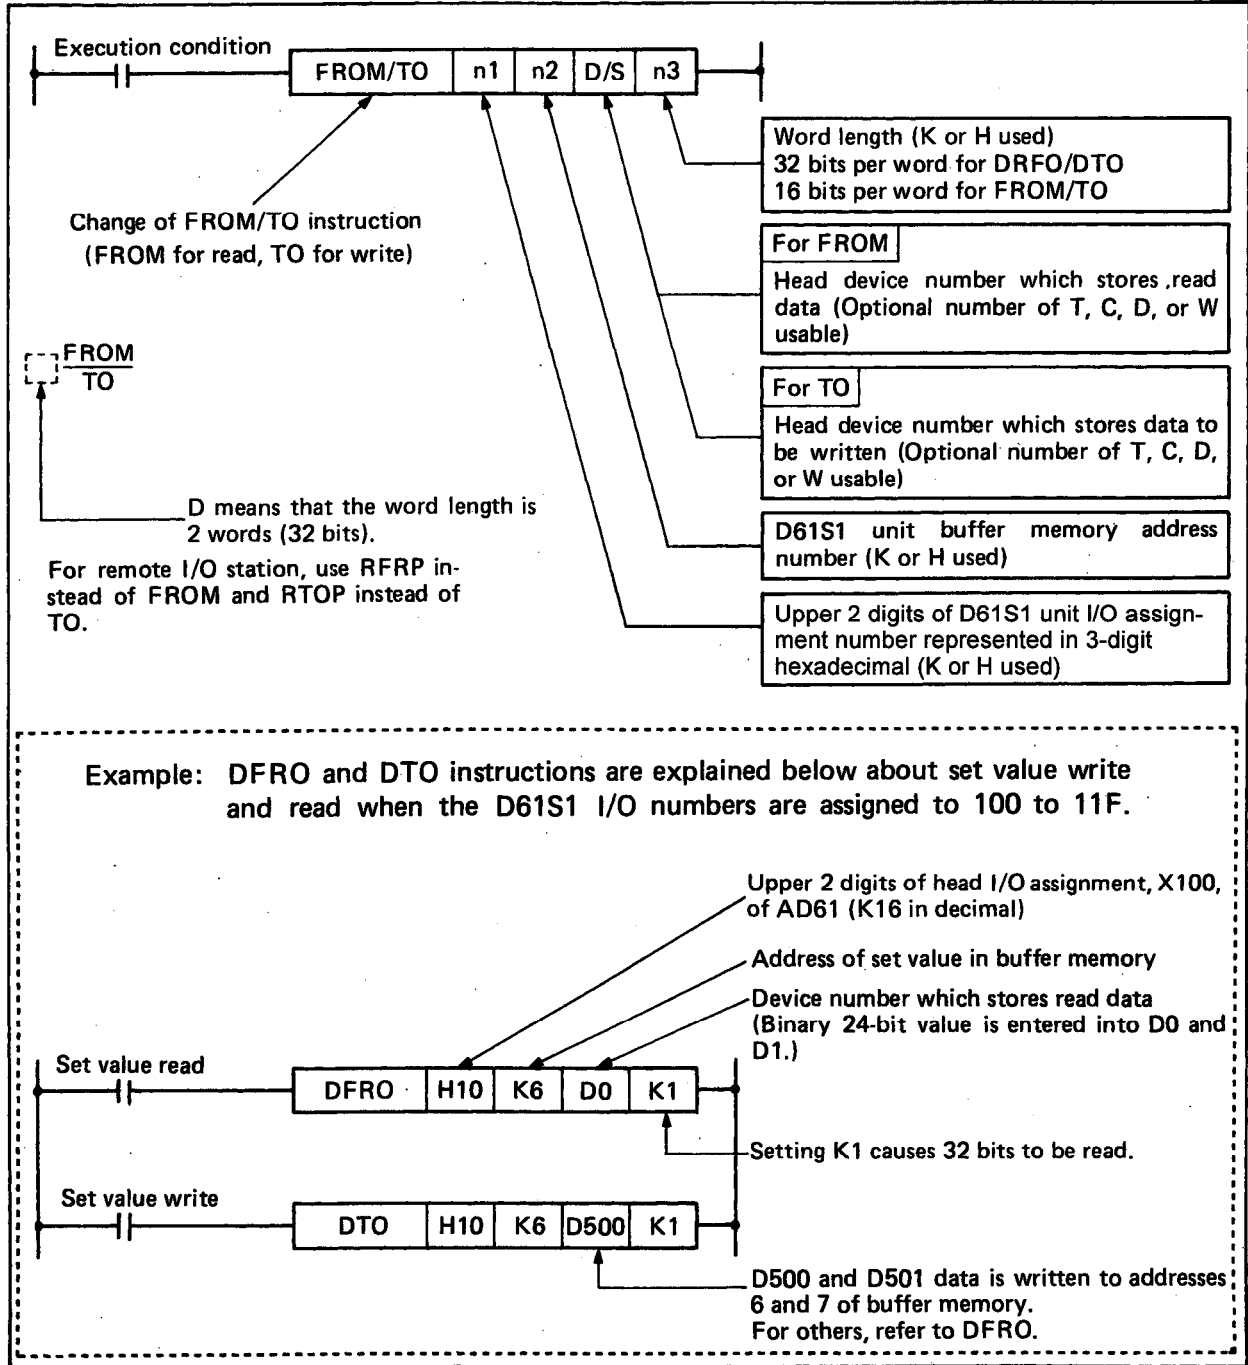 Execution condition
FROM/TO n1 n2 D/S n3
Word length (K or H used)
32 bits per word for DRFO/DTO
16 bits per word for FROM/TO
Change of FROM/TO instruction
(FROM for read, TO for write)
For FROM
Head device number which stores read
data (Optional number of T, C, D, or W
usable)
FROM
TO
For TO
Head device number which stores data to
be written (Optional number of T, C, D,
or W usable)
D means that the word length is
2 words (32 bits).
D61S1 unit buffer memory address
number (K or H used)
For remote I/O station, use RFRP in-
stead of FROM and RTOP instead of
TO.
Upper 2 digits of D61S1 unit I/O assign-
ment number represented in 3-digit
hexadecimal (K or H used)
Example: DFRO and DTO instructions are explained below about set value write
and read when the D61S1 I/O numbers are assigned to 100 to 11F.
Upper 2 digits of head I/O assignment, X100,
of AD61 (K16 in decimal)
Address of set value in buffer memory
Device number which stores read data
(Binary 24-bit value is entered into D0 and
D1.)
Set value read
DFRO H10 K6 D0 K1
Setting K1 causes 32 bits to be read.
Set value write
DTO H10 K6 D500 K1
D500 and D501 data is written to addresses
6 and 7 of buffer memory.
For others, refer to DFRO.